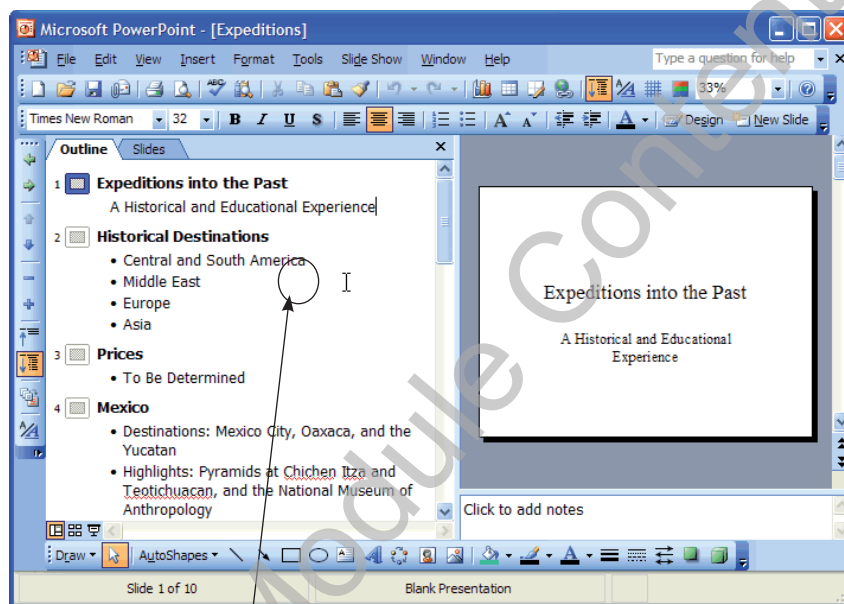 Microsoft PowerPoint - [Expeditions]
File Edit View Insert Format Tools Slide Show Window Help Type a question for help
33%
Times New Roman 32 B I U S A A A Design New Slide
Outline Slides
1 Expeditions into the Past
A Historical and Educational Experience
2 Historical Destinations
• Central and South America
• Middle East
• Europe
• Asia
3 Prices
• To Be Determined
4 Mexico
• Destinations: Mexico City, Oaxaca, and the
Yucatan
• Highlights: Pyramids at Chichen Itza and
Teotichuacan, and the National Museum of
Anthropology
Expeditions into the Past
A Historical and Educational
Experience
Click to add notes
Draw AutoShapes A
Slide 1 of 10 Blank Presentation
Module Conten